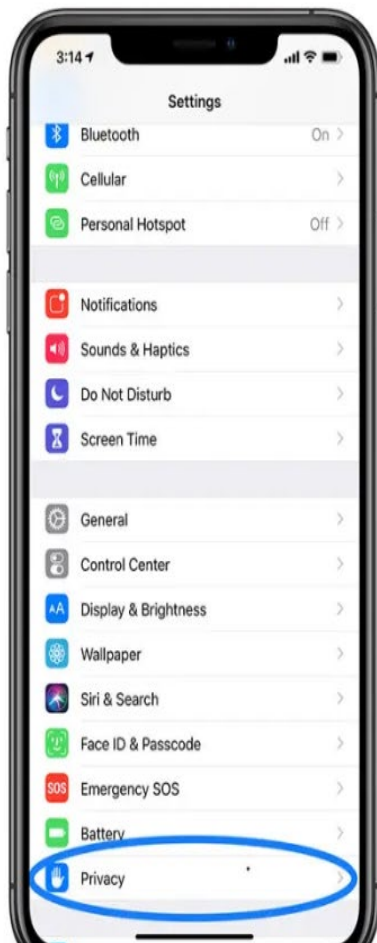 3:14
Settings
Bluetooth On
Cellular
Personal Hotspot Off
Notifications
Sounds & Haptics
Do Not Disturb
Screen Time
General
Control Center
AA Display & Brightness
Wallpaper
Siri & Search
Face ID & Passcode
SOS Emergency SOS
Battery
Privacy